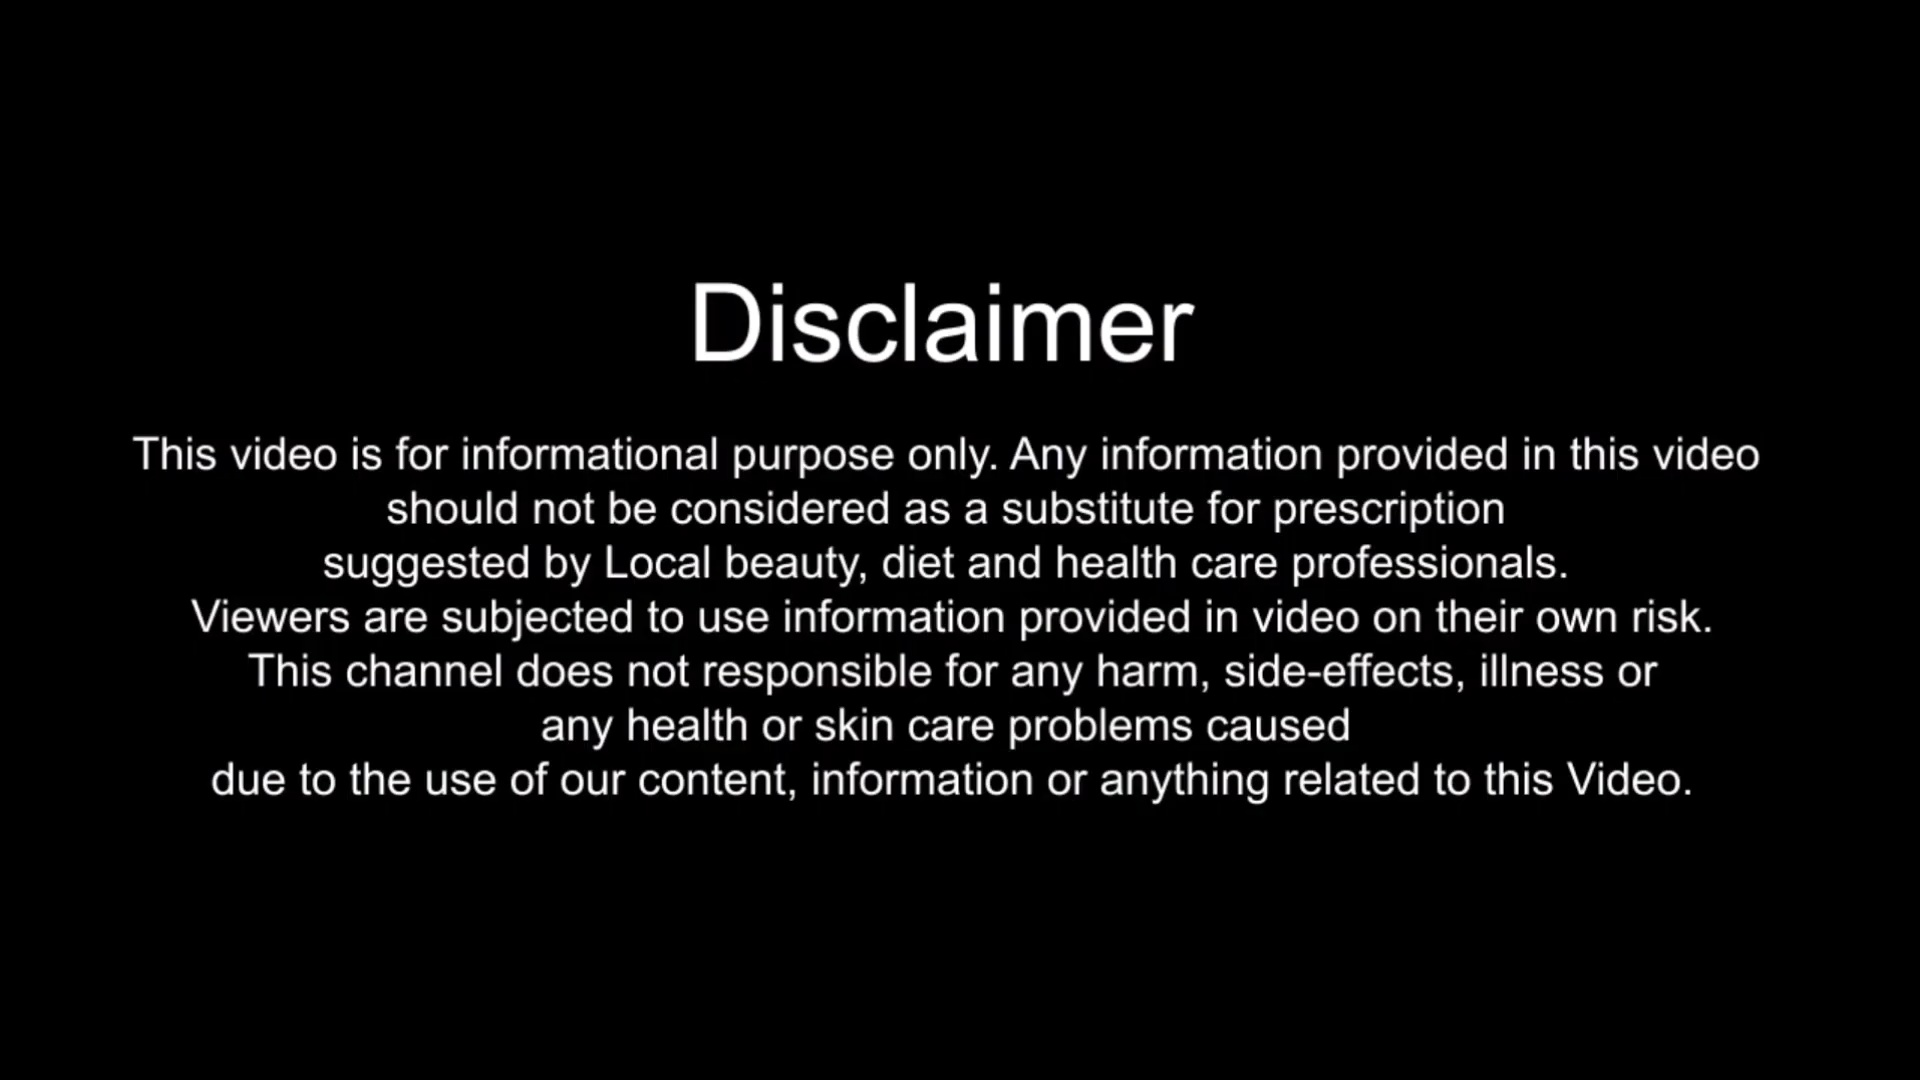 Disclaimer
This video is for informational purpose only. Any information provided in this video
should not be considered as a substitute for prescription
suggested by Local beauty, diet and health care professionals.
Viewers are subjected to use information provided in video on their own risk.
This channel does not responsible for any harm, side-effects, illness or
any health or skin care problems caused
due to the use of our content, information or anything related to this Video.